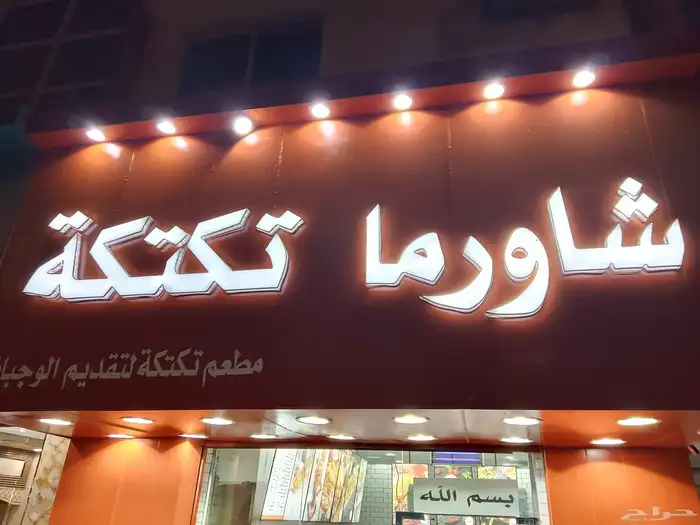 شاورما تكتكة
مطعم تكتكة لتقديم
بسم الله
حراج